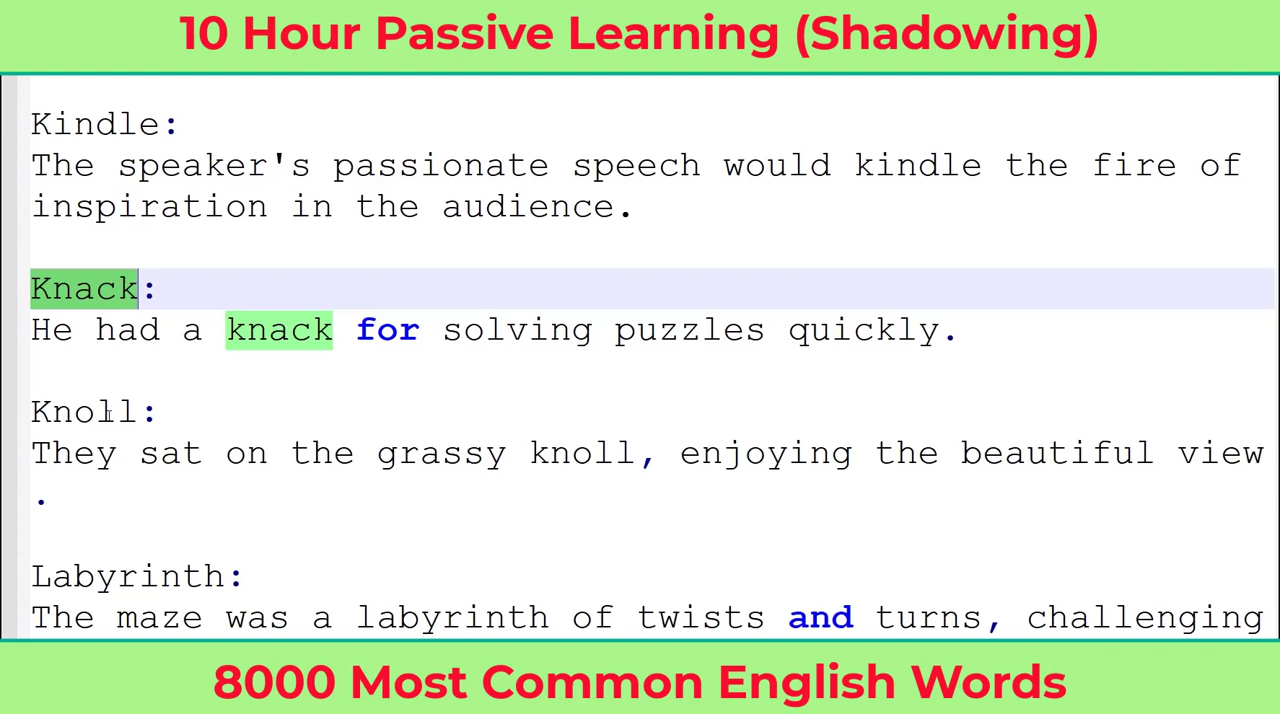 10 Hour Passive Learning (Shadowing)
Kindle:
The speaker's passionate speech would kindle the fire of
inspiration in the audience.
Knack:
He had a knack for solving puzzles quickly.
Knoll:
They sat on the grassy knoll, enjoying the beautiful view
.
Labyrinth:
The maze was a labyrinth of twists and turns, challenging
8000 Most Common English Words